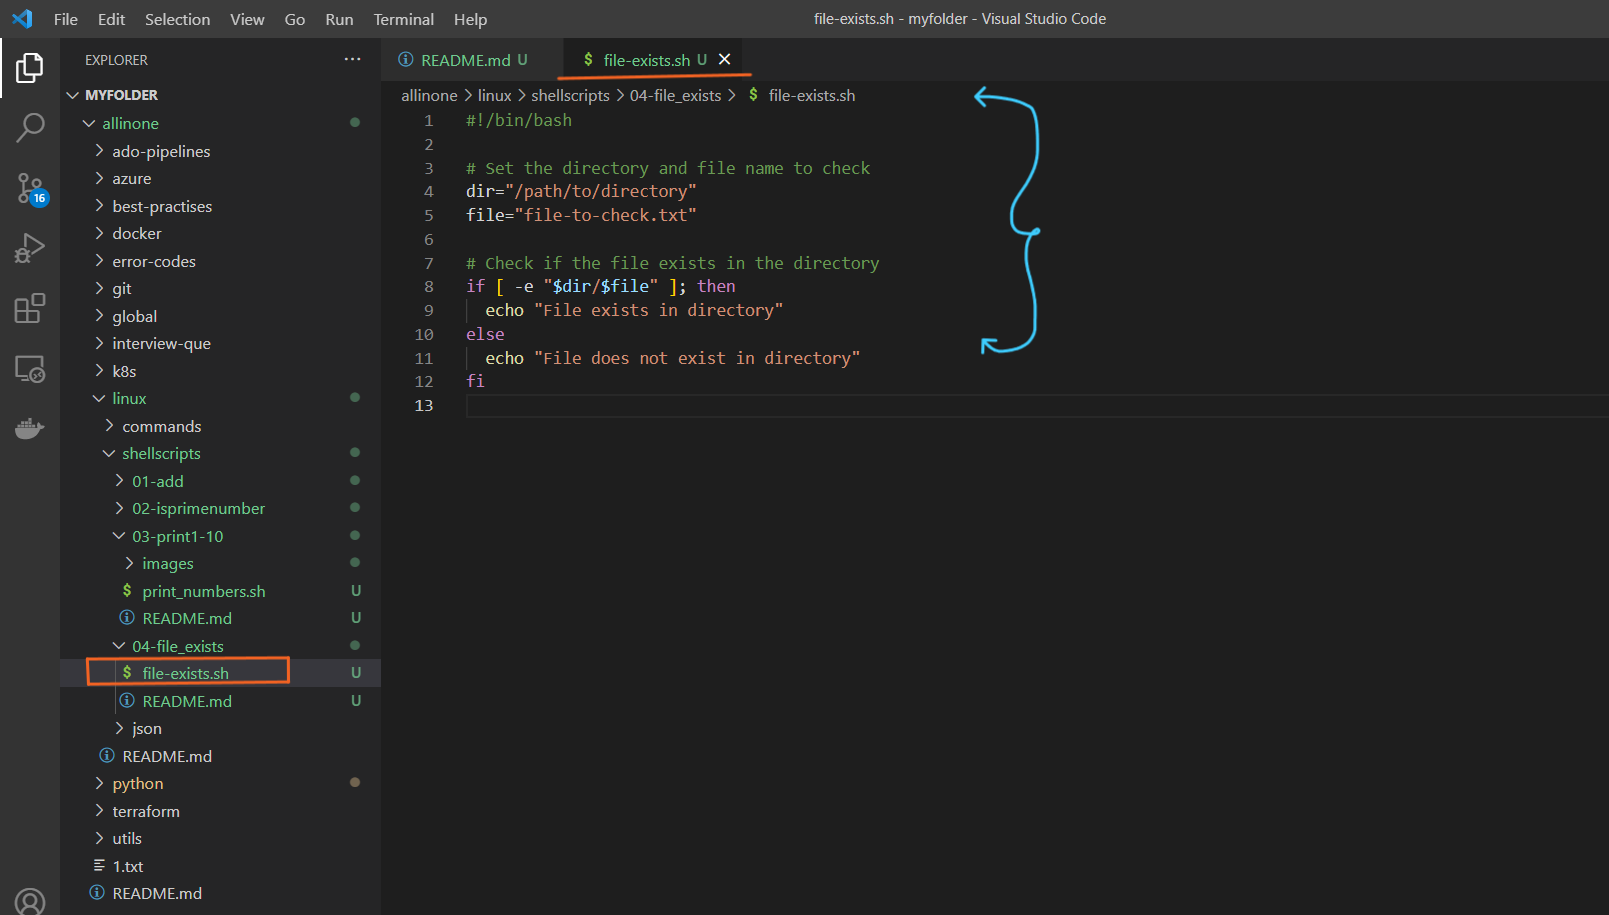 File Edit Selection View Go Run Terminal Help
file-exists.sh - myfolder - Visual Studio Code
EXPLORER
MYFOLDER
allinone
ado-pipelines
azure
best-practises
docker
error-codes
git
global
interview-que
k8s
linux
commands
shellscripts
01-add
02-isprimenumber
03-print1-10
images
$ print_numbers.sh U
README.md U
04-file_exists
$ file-exists.sh U
README.md U
json
README.md
python
terraform
utils
1.txt
README.md
16
README.md U
$ file-exists.sh U
allinone > linux > shellscripts > 04-file_exists > $ file-exists.sh
1 #!/bin/bash
2
3 # Set the directory and file name to check
4 dir="/path/to/directory"
5 file="file-to-check.txt"
6
7 # Check if the file exists in the directory
8 if [ -e "$dir/$file" ]; then
9 echo "File exists in directory"
10 else
11 echo "File does not exist in directory"
12 fi
13